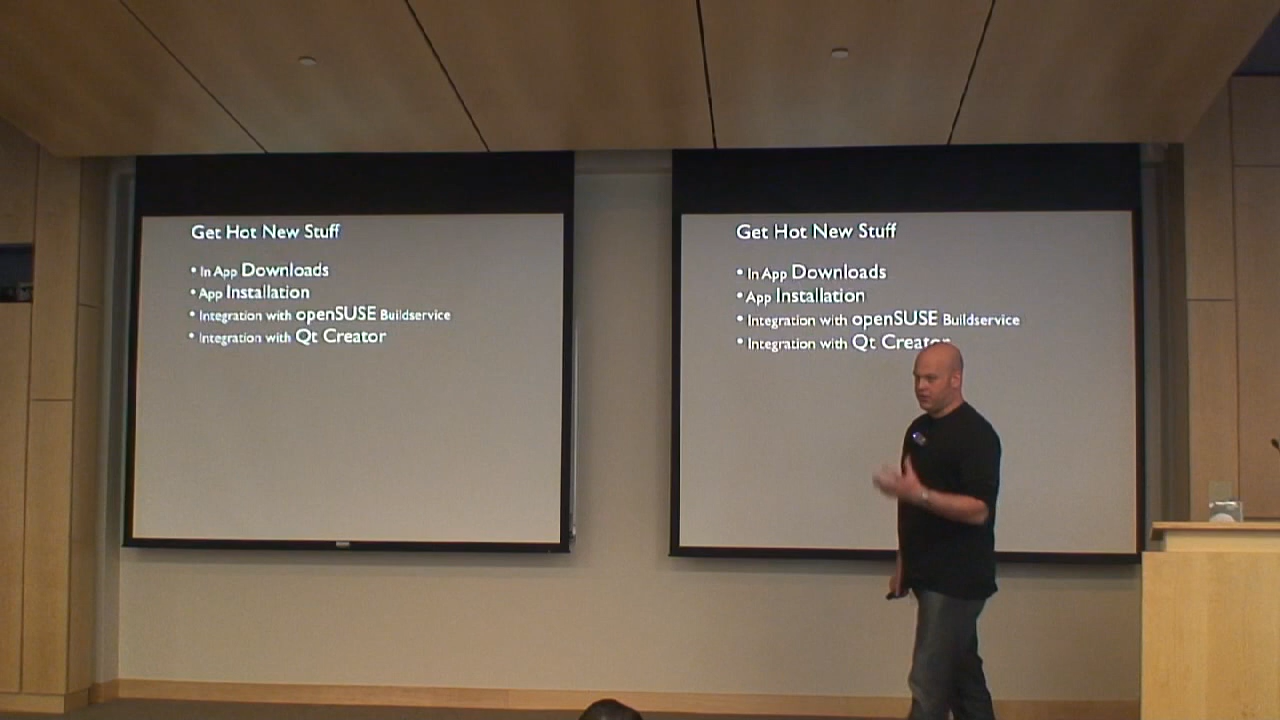 Get Hot New Stuff
• In App Downloads
• App Installation
• Integration with openSUSE Buildservice
• Integration with Qt Creator
Get Hot New Stuff
• In App Downloads
• App Installation
• Integration with openSUSE Buildservice
• Integration with Qt Creator